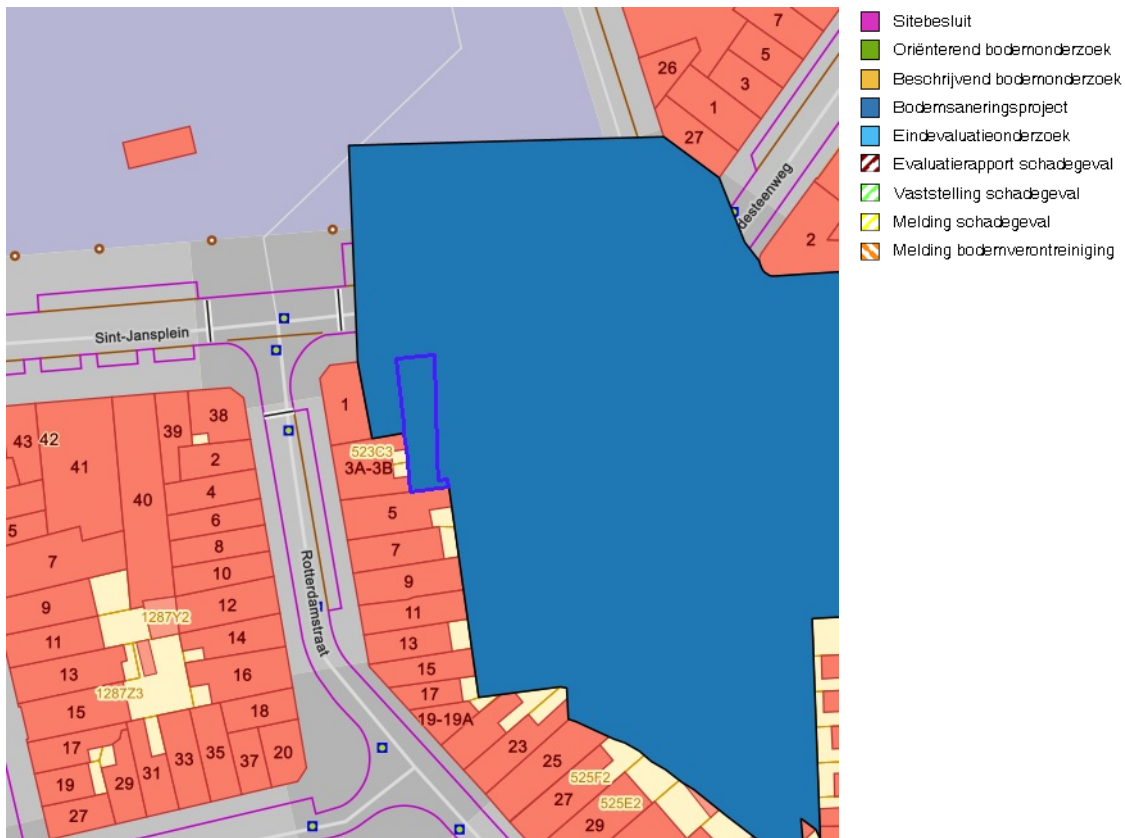 Sitebesluit
Oriënterend bodemonderzoek
Beschrijvend bodemonderzoek
Bodemsaneringsproject
Eindevaluatieonderzoek
Evaluatierapport schadegeval
Vaststelling schadegeval
Melding schadegeval
Melding bodemverontreiniging
7
5
26
3
1
27
desteenweg
2
Sint-Jansplein
1
38
39
43
42
41
2
523C3
3A-3B
40
4
5
5
6
7
8
7
10
9
9
12
11
1287Y2
11
14
13
13
Rotterdamstraat
16
15
1287Z3
17
15
18
19-19A
17
33
35
37
20
23
25
31
29
19
525F2
27
525E2
27
29